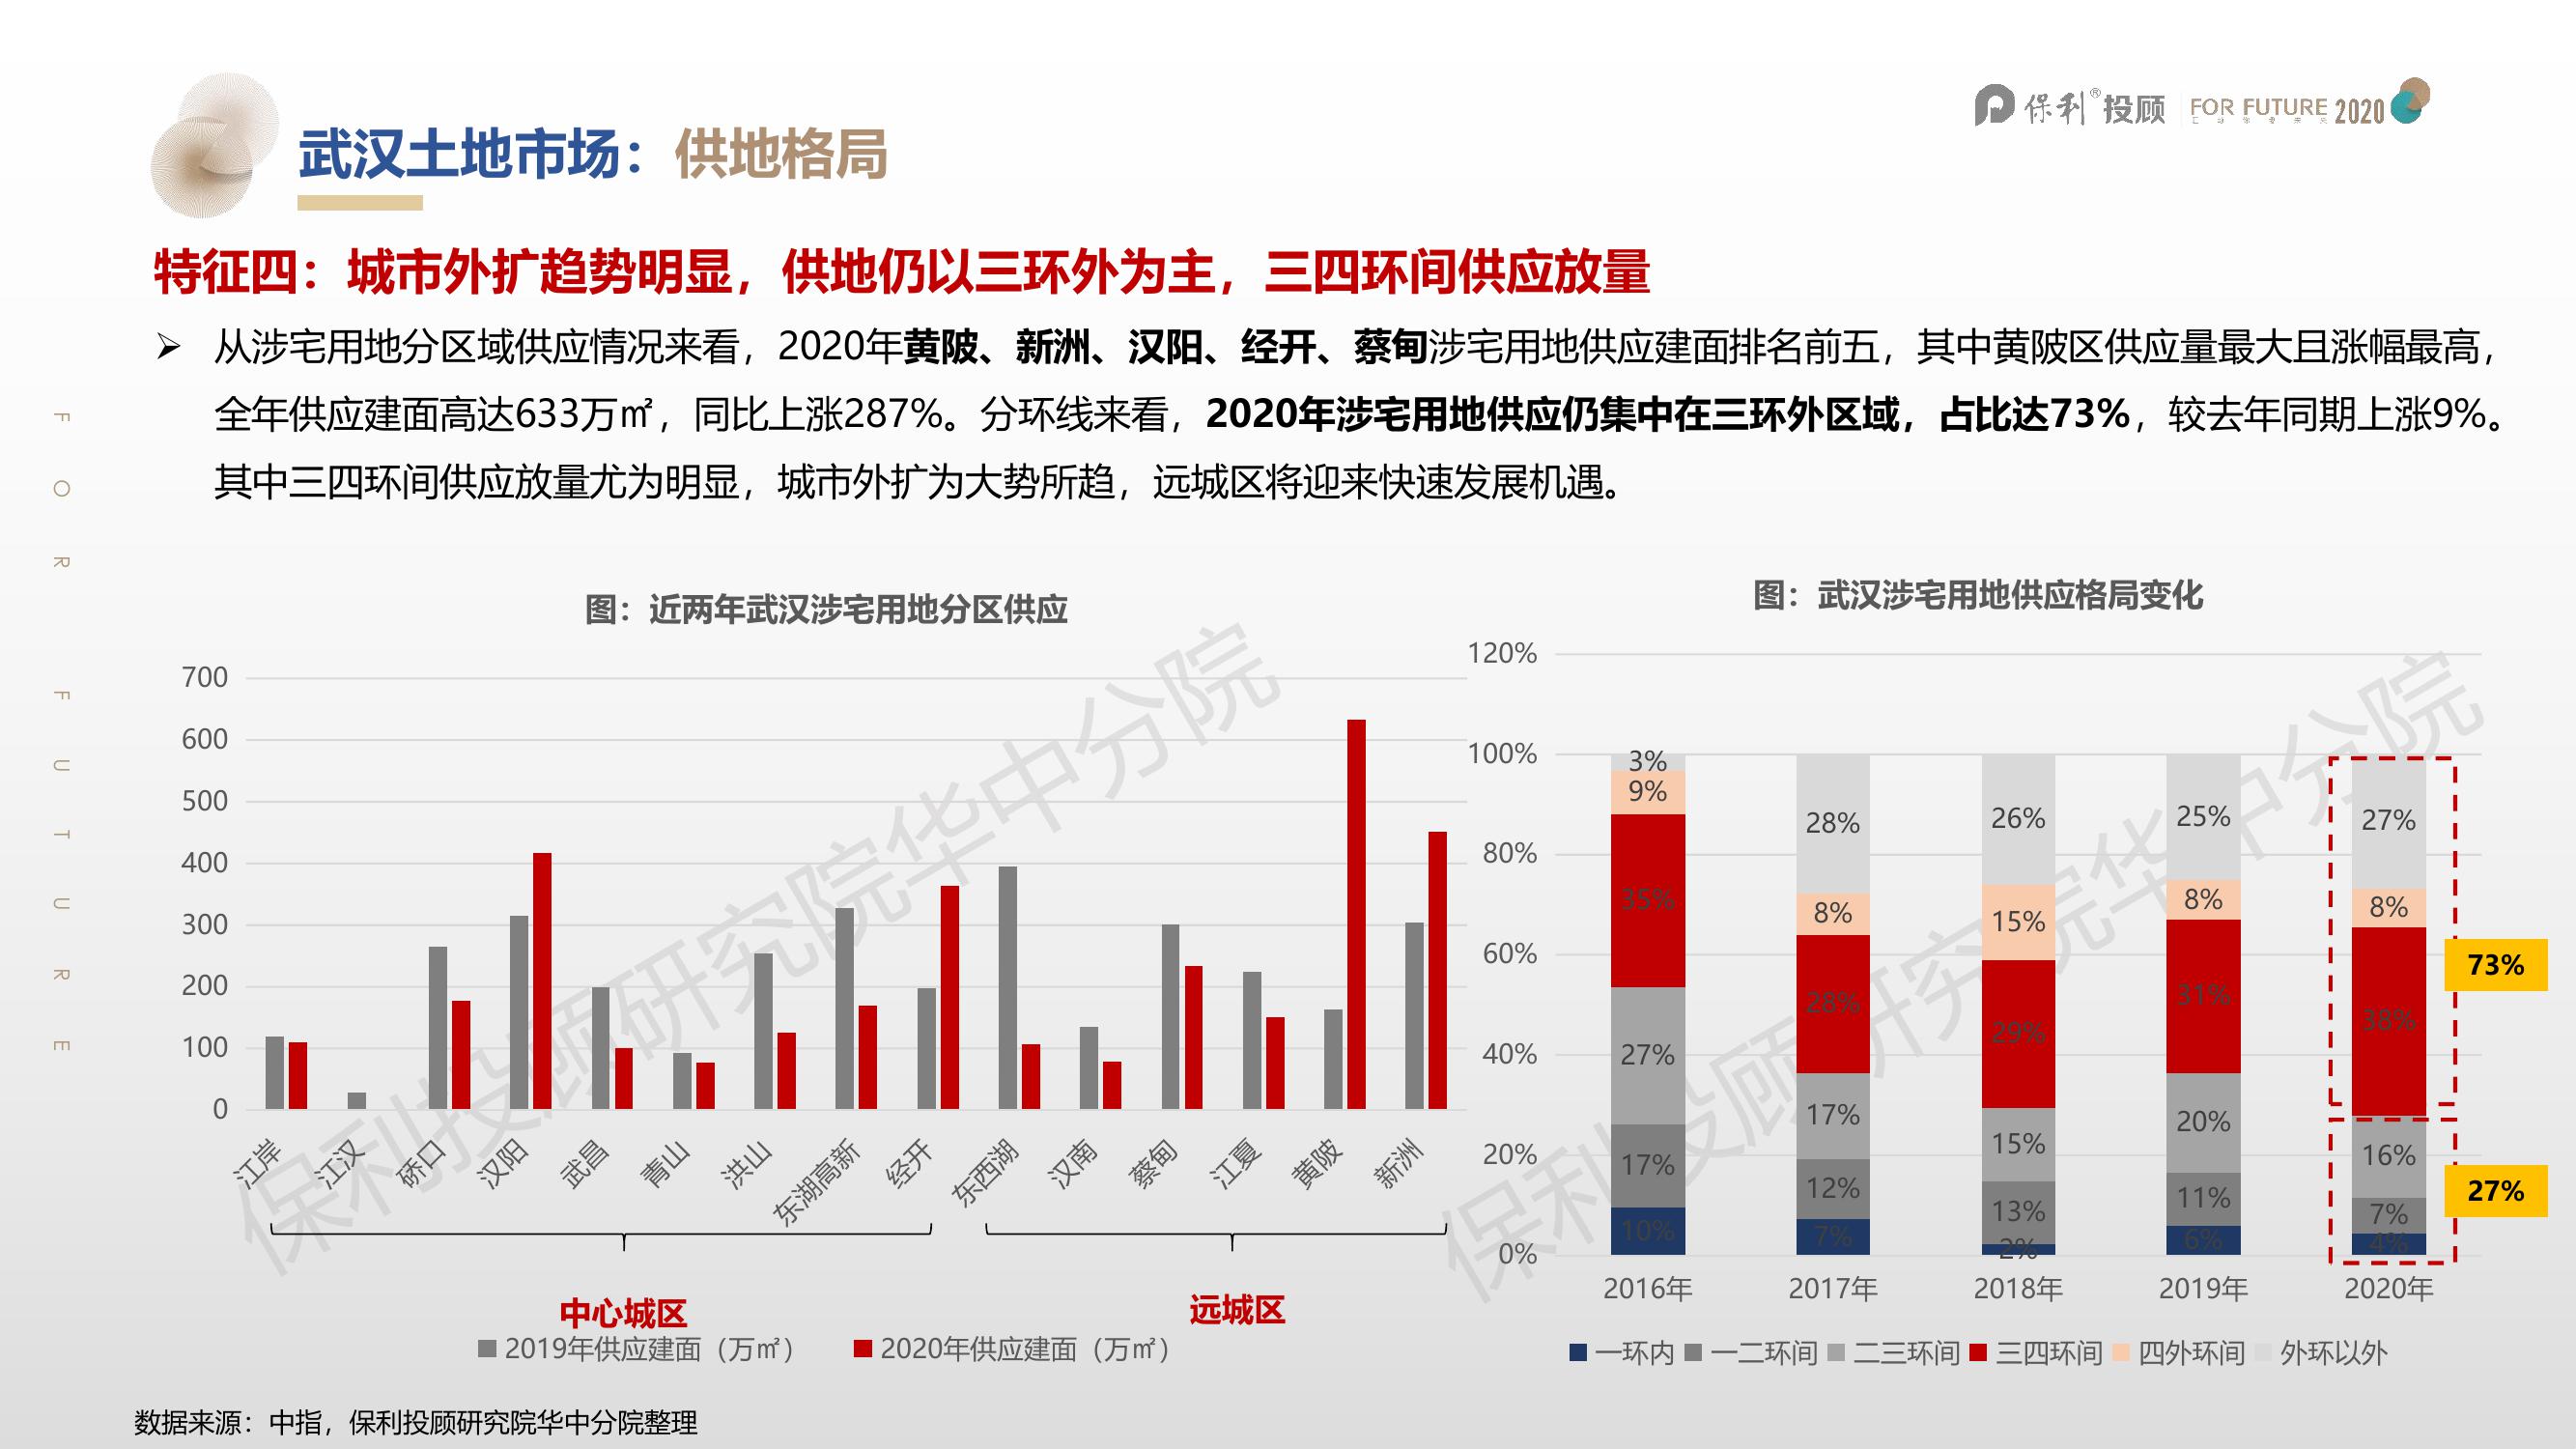 保利®投顾 FOR FUTURE 2020
武汉土地市场：供地格局
特征四：城市外扩趋势明显，供地仍以三环外为主，三四环间供应放量
➢ 从涉宅用地分区域供应情况来看，2020年黄陂、新洲、汉阳、经开、蔡甸涉宅用地供应建面排名前五，其中黄陂区供应量最大且涨幅最高，
全年供应建面高达633万㎡，同比上涨287%。分环线来看，2020年涉宅用地供应仍集中在三环外区域，占比达73%，较去年同期上涨9%。
其中三四环间供应放量尤为明显，城市外扩为大势所趋，远城区将迎来快速发展机遇。
FOR FUTURE
图：近两年武汉涉宅用地分区供应
700
600
500
400
300
200
100
0
江岸 江汉 硚口 汉阳 武昌 青山 洪山 东湖高新 经开 东西湖 汉南 蔡甸 江夏 黄陂 新洲
中心城区 远城区
2019年供应建面（万㎡） 2020年供应建面（万㎡）
图：武汉涉宅用地供应格局变化
120%
100%
80%
60%
40%
20%
0%
3% 9% 35% 27% 17% 10%
28% 8% 28% 17% 12% 7%
26% 15% 29% 15% 13% 2%
25% 8% 31% 20% 11% 6%
27% 8% 38% 16% 7% 4%
73%
27%
2016年 2017年 2018年 2019年 2020年
一环内 一二环间 二三环间 三四环间 四外环间 外环以外
保利投顾研究院华中分院
保利投顾研究院华中分院
数据来源：中指，保利投顾研究院华中分院整理